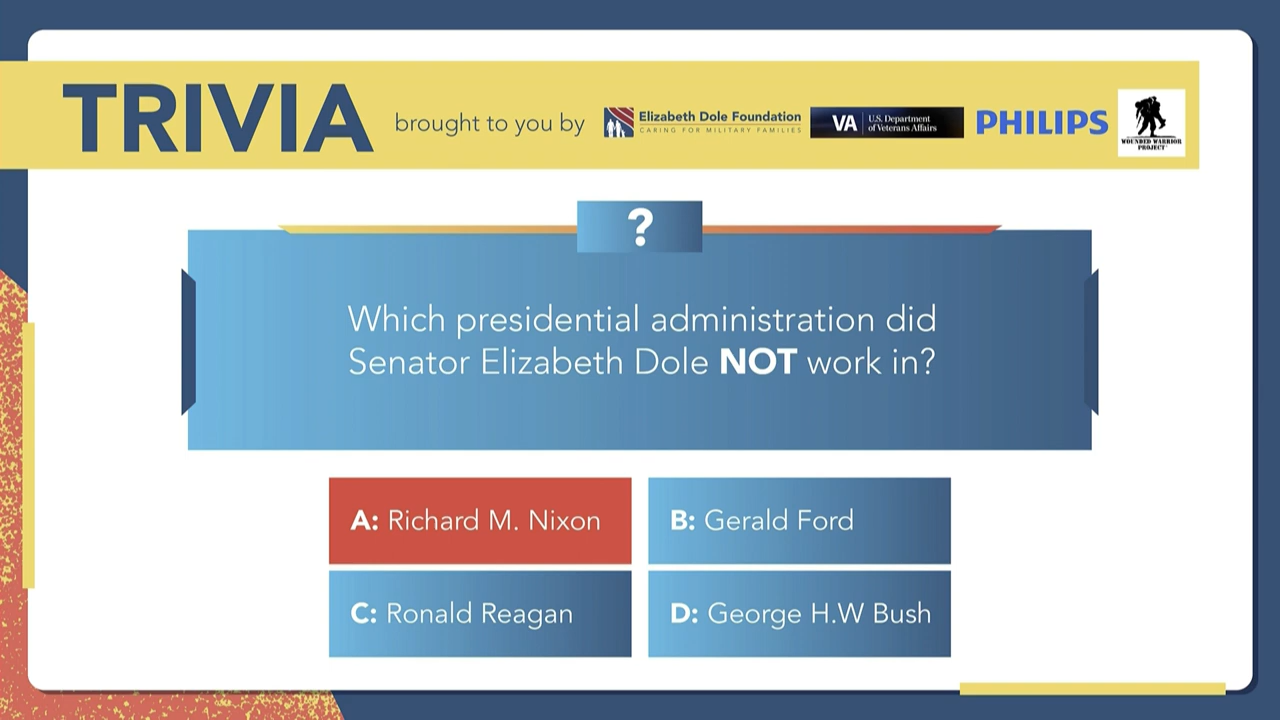 TRIVIA brought to you by
Elizabeth Dole Foundation
CARING FOR MILITARY FAMILIES
VA U.S. Department
of Veterans Affairs
PHILIPS
WOUNDED WARRIOR
PROJECT
?
Which presidential administration did
Senator Elizabeth Dole NOT work in?
A: Richard M. Nixon
B: Gerald Ford
C: Ronald Reagan
D: George H.W Bush